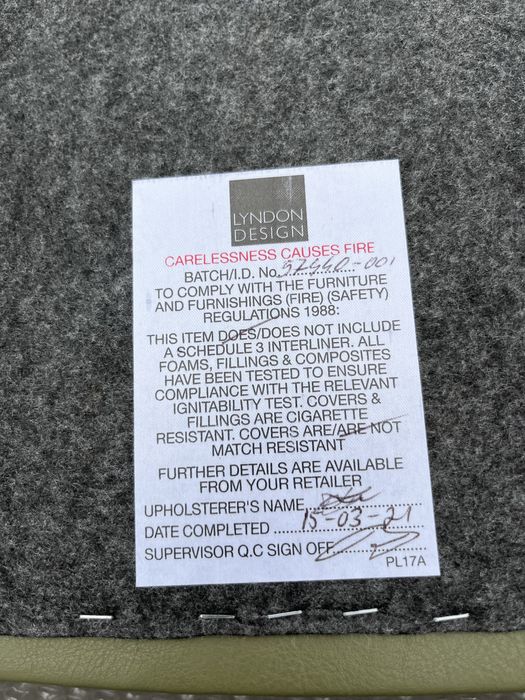 LYNDON
DESIGN
CARELESSNESS CAUSES FIRE
BATCH/I.D. No. 57440-001
TO COMPLY WITH THE FURNITURE
AND FURNISHINGS (FIRE) (SAFETY)
REGULATIONS 1988:
THIS ITEM DOES/DOES NOT INCLUDE
A SCHEDULE 3 INTERLINER. ALL
FOAMS, FILLINGS & COMPOSITES
HAVE BEEN TESTED TO ENSURE
COMPLIANCE WITH THE RELEVANT
IGNITABILITY TEST. COVERS &
FILLINGS ARE CIGARETTE
RESISTANT. COVERS ARE/ARE NOT
MATCH RESISTANT
FURTHER DETAILS ARE AVAILABLE
FROM YOUR RETAILER
UPHOLSTERER'S NAME
DATE COMPLETED 15-03-21
SUPERVISOR Q.C SIGN OFF
PL17A